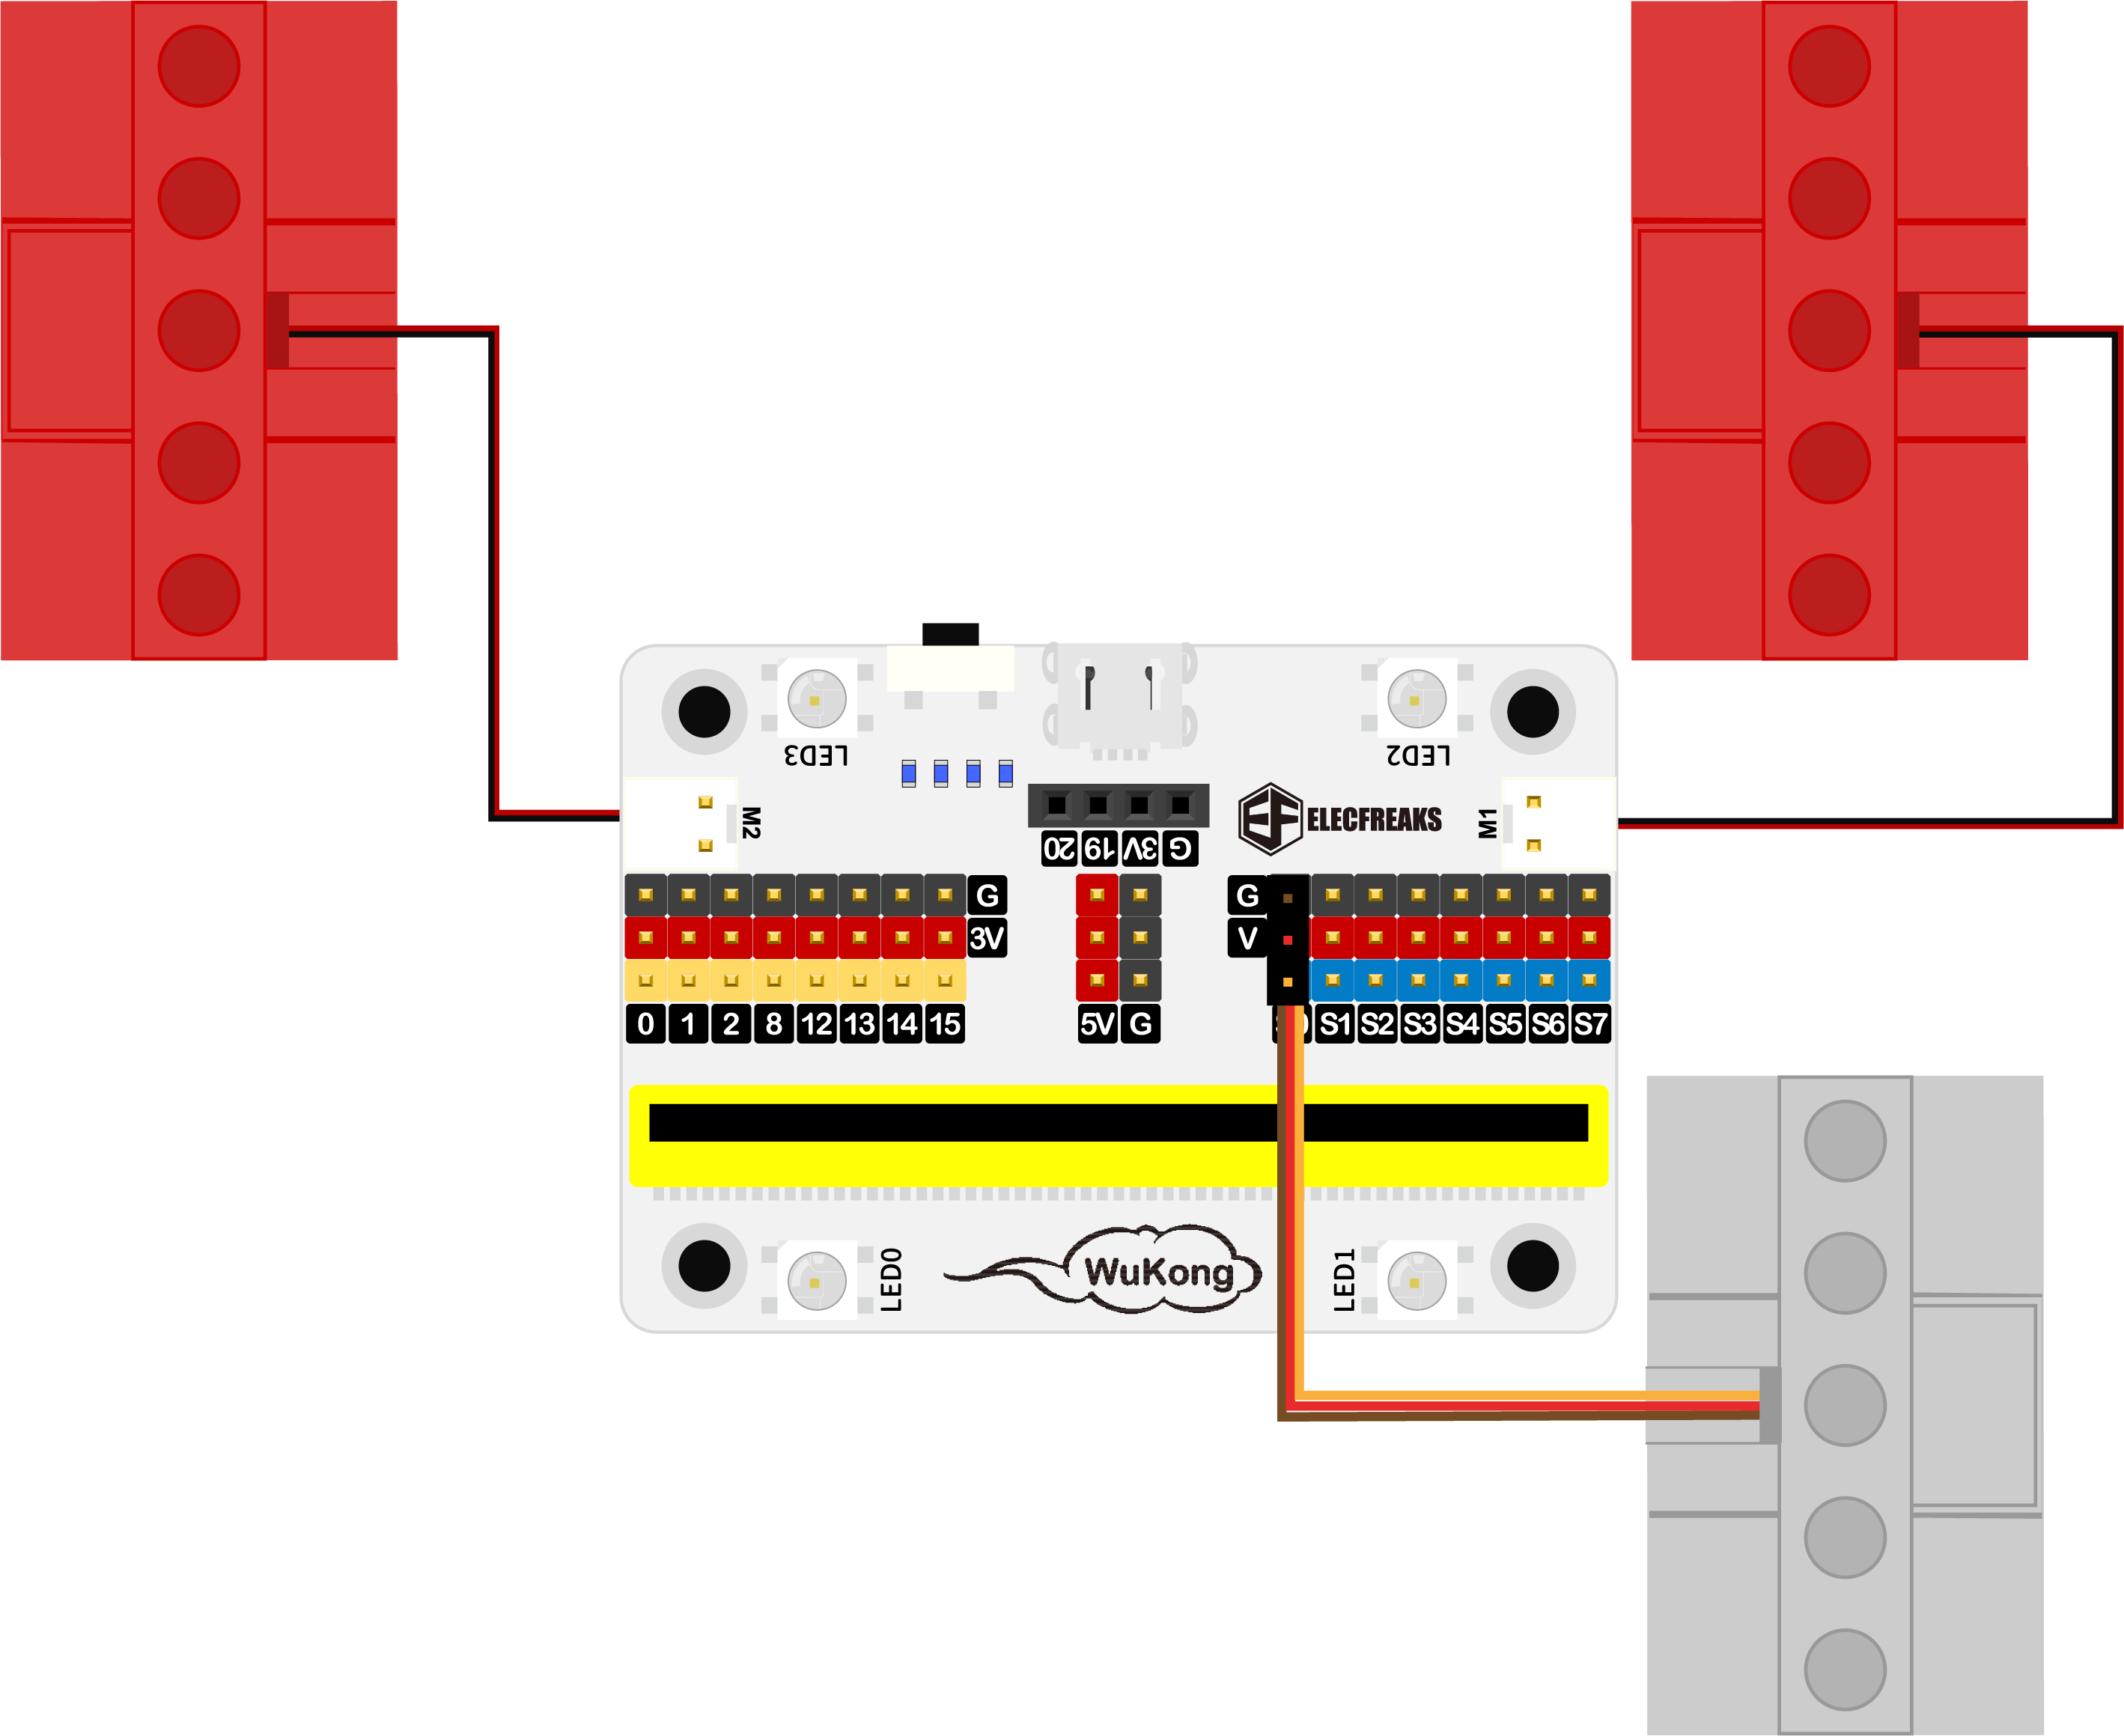 LED3
LED2
M2
M1
20 19 3V G
ELECFREAKS
G
3V
G
V
0 1 2 8 12 13 14 15
5V G
S1 S2 S3 S4 S5 S6 S7
LED0
WuKong
LED1